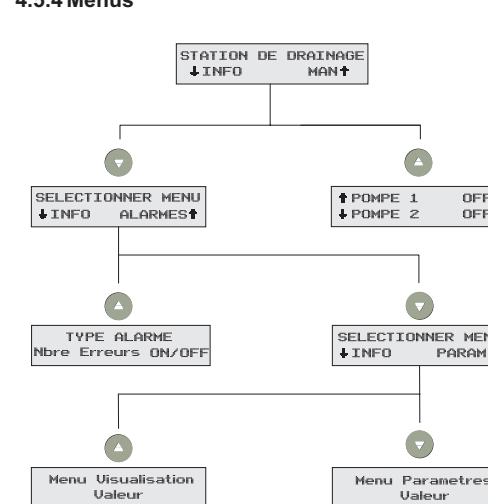 4.5.4 Menus
STATION DE DRAINAGE
↓INFO MAN↑
SELECTIONNER MENU
↓INFO ALARMES↑
↑POMPE 1 OFF
↓POMPE 2 OFF
TYPE ALARME
Nbre Erreurs ON/OFF
SELECTIONNER MEN
↓INFO PARAM
Menu Visualisation
Valeur
Menu Parametres
Valeur